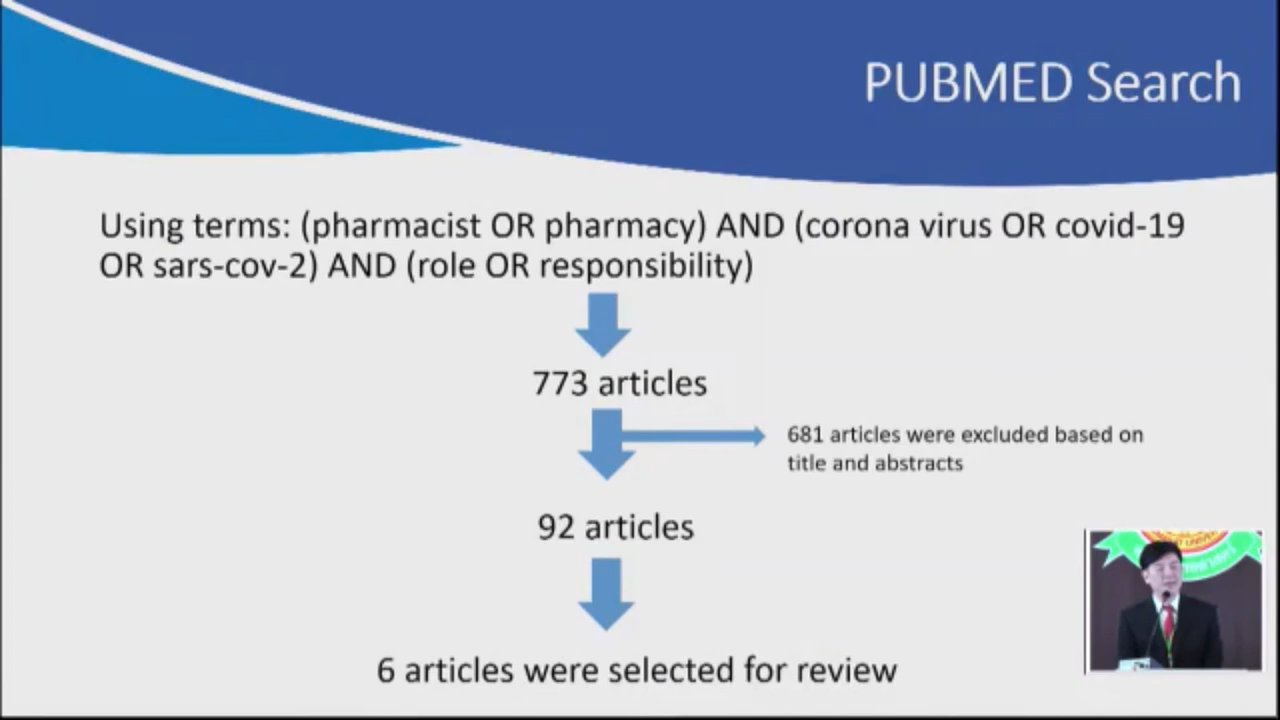 PUBMED Search
Using terms: (pharmacist OR pharmacy) AND (corona virus OR covid-19
OR sars-cov-2) AND (role OR responsibility)
773 articles
681 articles were excluded based on
title and abstracts
92 articles
6 articles were selected for review